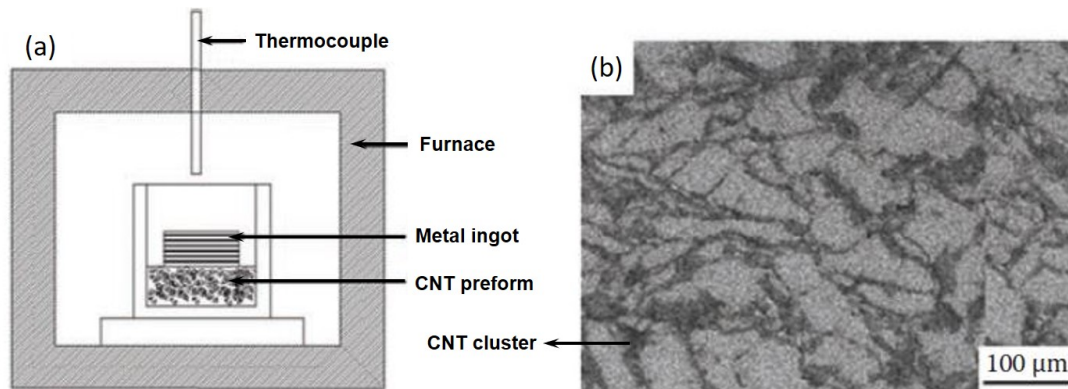 (a)
Thermocouple
Furnace
Metal ingot
CNT preform
(b)
CNT cluster
100 µm